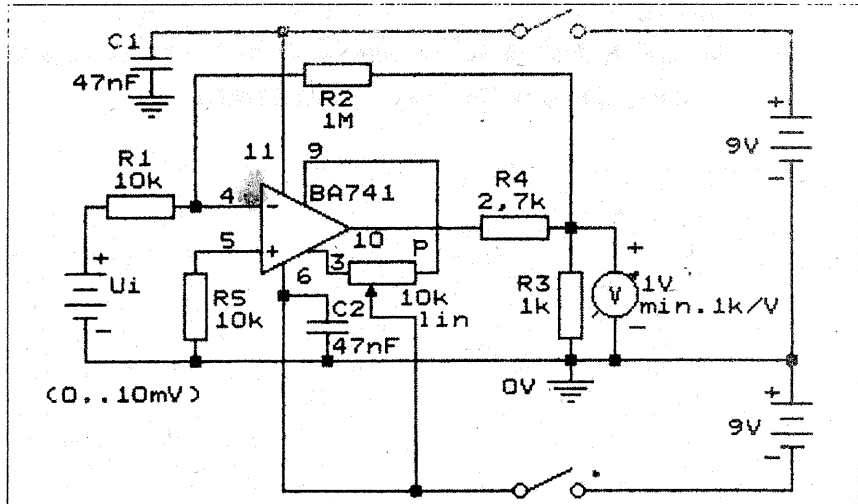 C1
47nF
R2
1M
+
9V
-
R1
10k
11
9
4
-
BA741
R4
2,7k
5
+
10
P
+
Ui
-
6
3
R5
10k
C2
47nF
10k
lin
R3
1k
+
V
-
1V
min.1k/V
(0..10mV)
0V
+
9V
-